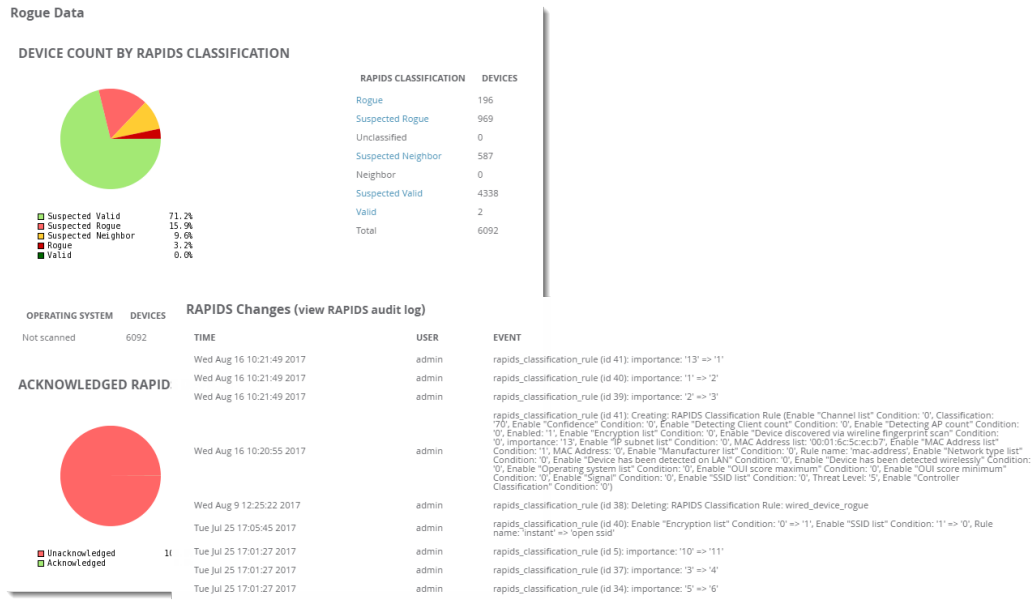 Rogue Data
DEVICE COUNT BY RAPIDS CLASSIFICATION
RAPIDS CLASSIFICATION DEVICES
Rogue 196
Suspected Rogue 969
Unclassified 0
Suspected Neighbor 587
Neighbor 0
Suspected Valid 4338
Valid 2
Total 6092
Suspected Valid 71.2%
Suspected Rogue 15.9%
Suspected Neighbor 9.6%
Rogue 3.2%
Valid 0.0%
OPERATING SYSTEM DEVICES
Not scanned 6092
ACKNOWLEDGED RAPID
Unacknowledged 1
Acknowledged
RAPIDS Changes (view RAPIDS audit log)
TIME USER EVENT
Wed Aug 16 10:21:49 2017 admin rapids_classification_rule (id 41): importance: '13' => '1'
Wed Aug 16 10:21:49 2017 admin rapids_classification_rule (id 40): importance: '1' => '2'
Wed Aug 16 10:21:49 2017 admin rapids_classification_rule (id 39): importance: '2' => '3'
Wed Aug 16 10:20:55 2017 admin
rapids_classification_rule (id 41): Creating: RAPIDS Classification Rule (Enable "Channel list" Condition: '0', Classification:
'70', Enable "Confidence" Condition: '0', Enable "Detecting Client count" Condition: '0', Enable "Detecting AP count" Condition:
'0', Enabled: '1', Enable "Encryption list" Condition: '0', Enable "Device discovered via wireline fingerprint scan" Condition:
'0', importance: '13', Enable "IP subnet list" Condition: '0', MAC Address list: '00:01:6c:5c:ec:b7', Enable "MAC Address list"
Condition: '1', MAC Address: '0', Enable "Manufacturer list" Condition: '0', Rule name: 'mac-address', Enable "Network type list"
Condition: '0', Enable "Device has been detected on LAN" Condition: '0', Enable "Device has been detected wirelessly" Condition:
'0', Enable "Operating system list" Condition: '0', Enable "OUI score maximum" Condition: '0', Enable "OUI score minimum"
Condition: '0', Enable "Signal" Condition: '0', Enable "SSID list" Condition: '0', Threat Level: '5', Enable "Controller
Classification" Condition: '0')
Wed Aug 9 12:25:22 2017 admin rapids_classification_rule (id 38): Deleting: RAPIDS Classification Rule: wired_device_rogue
Tue Jul 25 17:05:45 2017 admin rapids_classification_rule (id 40): Enable "Encryption list" Condition: '0' => '1', Enable "SSID list" Condition: '1' => '0', Rule
name: 'instant' => 'open ssid'
Tue Jul 25 17:01:27 2017 admin rapids_classification_rule (id 5): importance: '10' => '11'
Tue Jul 25 17:01:27 2017 admin rapids_classification_rule (id 37): importance: '3' => '4'
Tue Jul 25 17:01:27 2017 admin rapids_classification_rule (id 34): importance: '5' => '6'